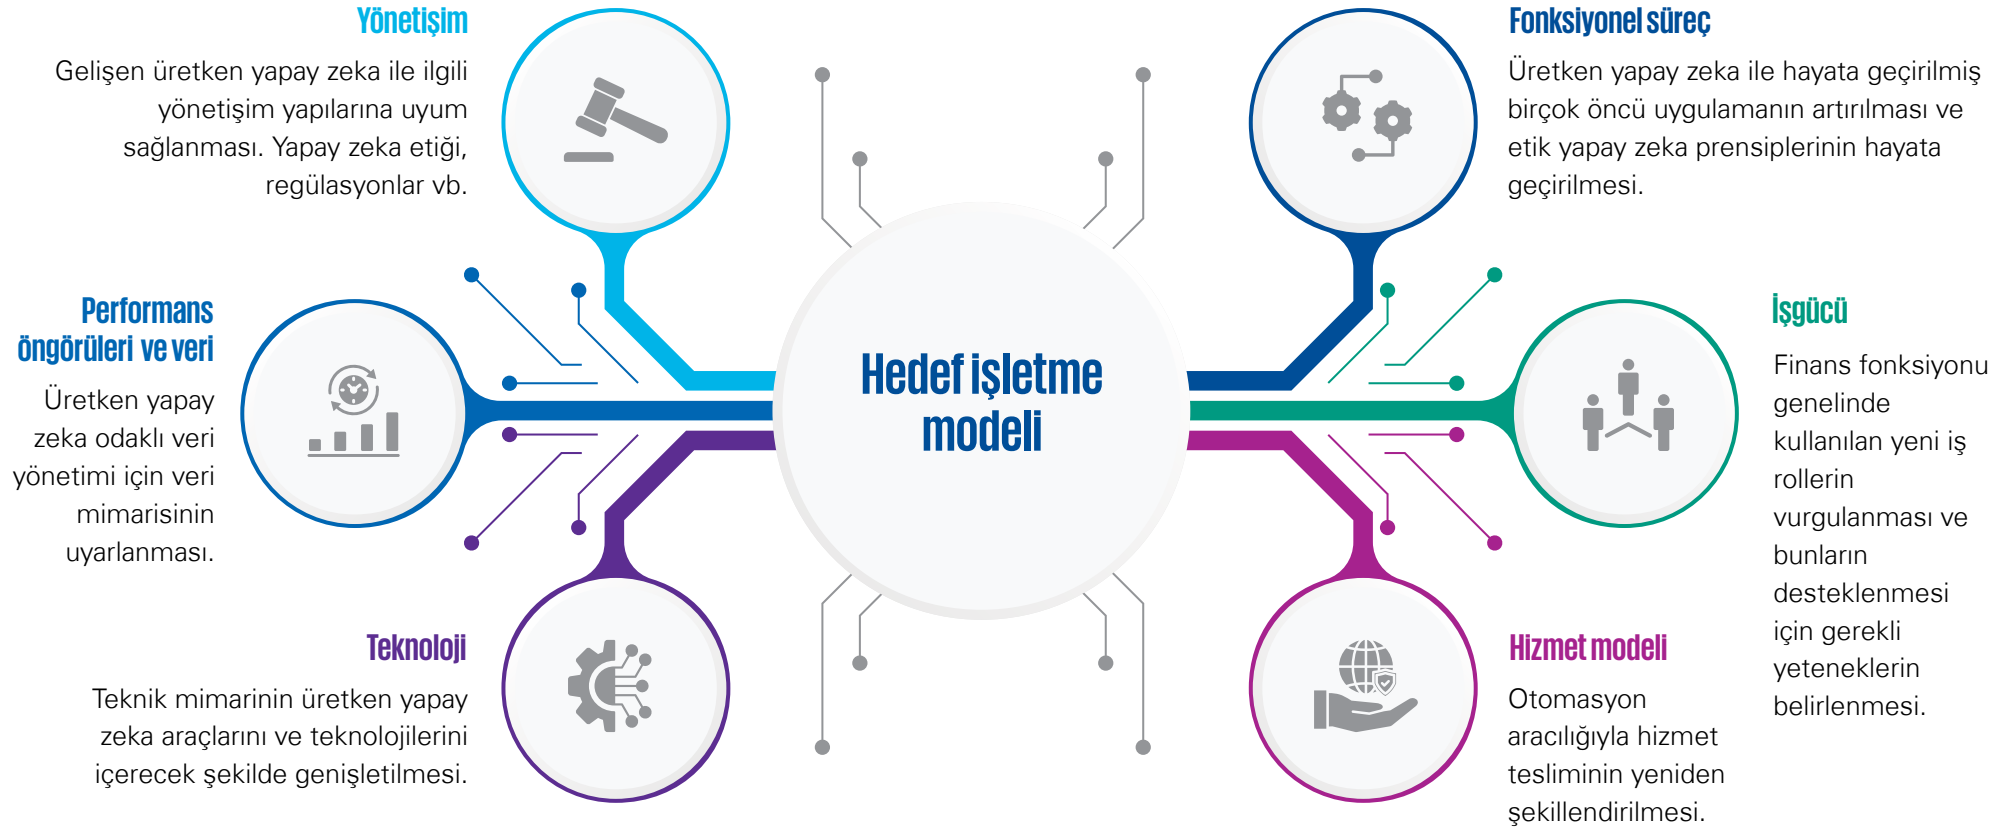 Yönetişim
Gelişen üretken yapay zeka ile ilgili
yönetişim yapılarına uyum
sağlanması. Yapay zeka etiği,
regülasyonlar vb.
Performans
öngörüleri ve veri
Üretken yapay
zeka odaklı veri
yönetimi için veri
mimarisinin
uyarlanması.
Teknoloji
Teknik mimarinin üretken yapay
zeka araçlarını ve teknolojilerini
içerecek şekilde genişletilmesi.
Hedef işletme
modeli
Fonksiyonel süreç
Üretken yapay zeka ile hayata geçirilmiş
birçok öncü uygulamanın artırılması ve
etik yapay zeka prensiplerinin hayata
geçirilmesi.
İşgücü
Finans fonksiyonu
genelinde
kullanılan yeni iş
rollerin
vurgulanması ve
bunların
desteklenmesi
için gerekli
yeteneklerin
belirlenmesi.
Hizmet modeli
Otomasyon
aracılığıyla hizmet
tesliminin yeniden
şekillendirilmesi.